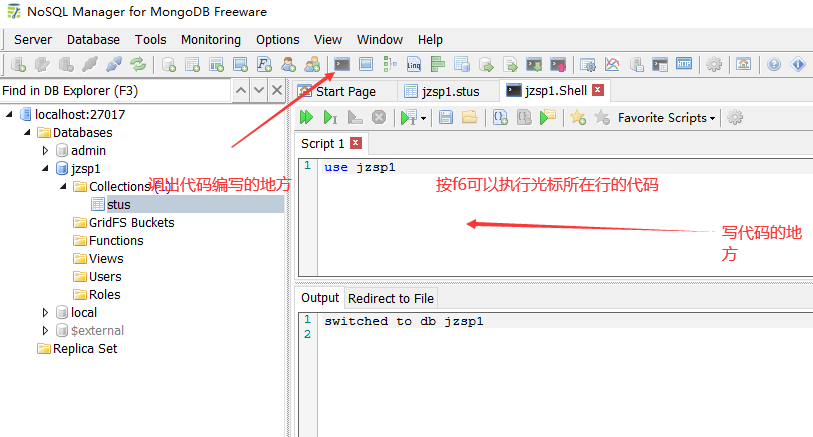 NoSQL Manager for MongoDB Freeware
Server Database Tools Monitoring Options View Window Help
Find in DB Explorer (F3)
Start Page
jzsp1.stus
jzsp1.Shell
localhost:27017
Databases
admin
jzsp1
Collections (1)
调出代码编写的地方
stus
GridFS Buckets
Functions
Views
Users
Roles
local
$external
Replica Set
Favorite Scripts
Script 1
1 use jzsp1
按f6可以执行光标所在行的代码
写代码的地
方
Output Redirect to File
1 switched to db jzsp1
2